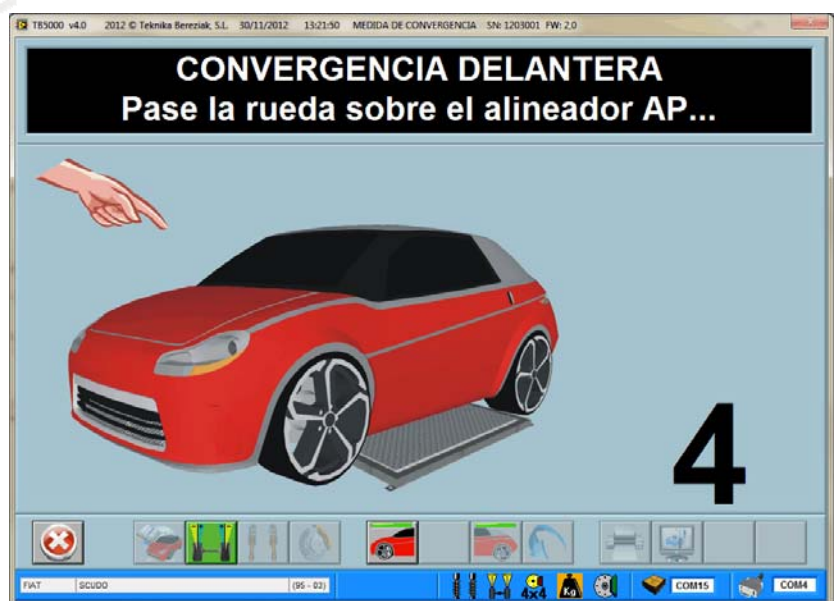 TB5000 v4.0 2012 © Teknika Bereziak, S.L. 30/11/2012 13:21:50 MEDIDA DE CONVERGENCIA SN: 1203001 FW: 2,0
CONVERGENCIA DELANTERA
Pase la rueda sobre el alineador AP...
4
FIAT SCUDO (95 - 03) 4x4 Kg COM15 COM4